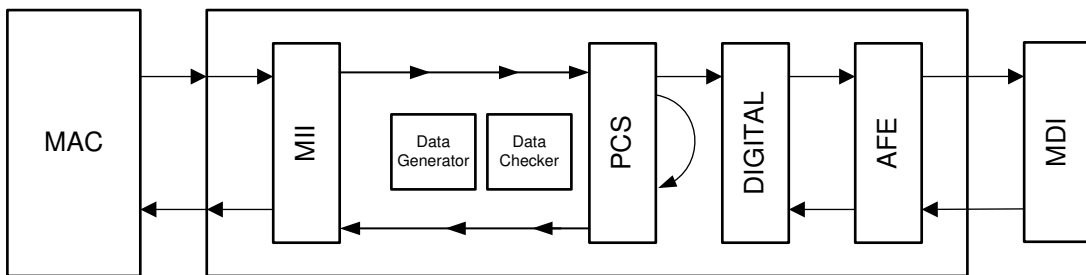 MAC
MII
Data
Generator
Data
Checker
PCS
DIGITAL
AFE
MDI